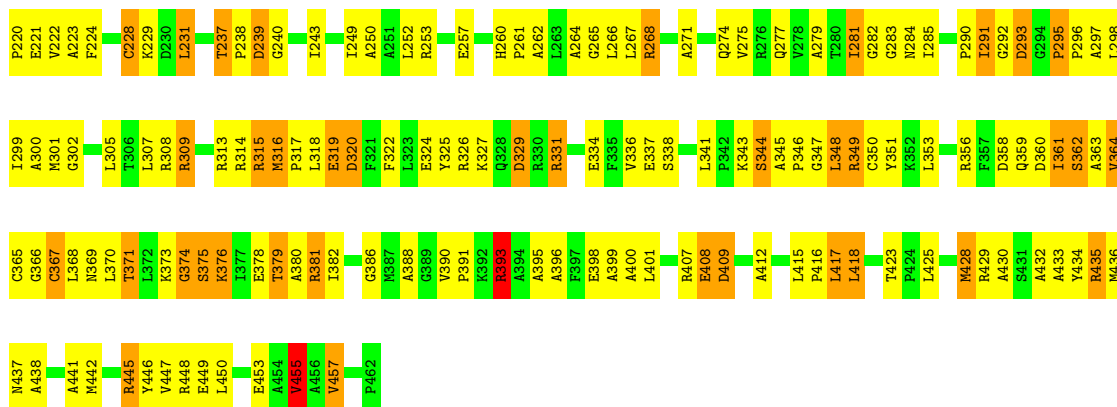 P220 E221 V222 A223 F224 C228 K229 D230 L231 T237 P238 D239 G240 I243 I249 A250 A251 L252 R253 E257 H260 P261 A262 L263 A264 G265 L266 L267 R268 A271 Q274 V275 R276 Q277 V278 A279 T280 I281 G282 G283 N284 I285 P290 I291 G292 D293 G294 P295 P296 A297 L298
I299 A300 M301 G302 L305 T306 L307 R308 R309 R313 R314 R315 M316 P317 L318 E319 D320 F321 F322 L323 E324 Y325 R326 K327 Q328 D329 R330 R331 E334 F335 V336 E337 S338 L341 P342 K343 S344 A345 P346 G347 L348 R349 C350 Y351 K352 L353 R356 F357 D358 Q359 D360 I361 S362 A363 V364
C365 G366 C367 L368 N369 L370 T371 L372 K373 G374 S375 K376 I377 E378 T379 A380 R381 I382 G386 M387 A388 G389 V390 P391 K392 R393 A394 A395 A396 F397 E398 A399 A400 L401 R407 E408 D409 A412 L415 P416 L417 L418 T423 P424 L425 M428 R429 A430 S431 A432 A433 Y434 R435 M436
N437 A438 A441 M442 R445 Y446 V447 R448 E449 L450 E453 A454 V455 A456 V457 P462